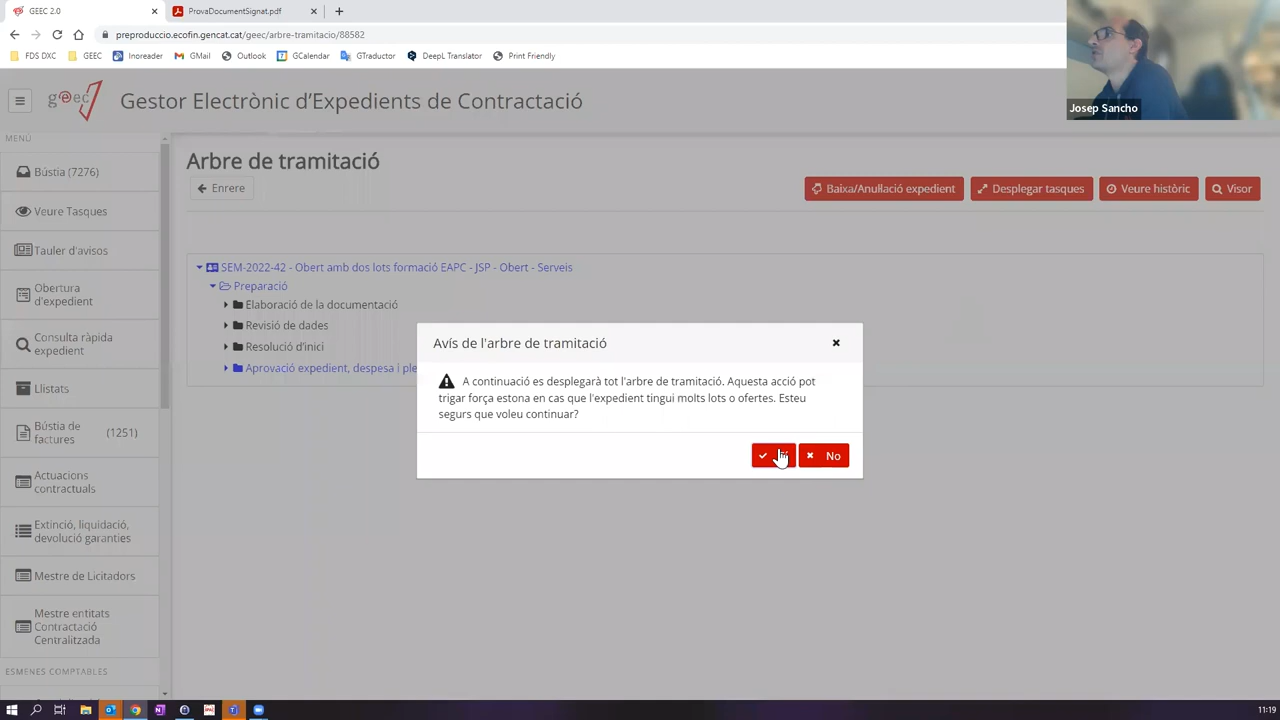 GEEC 2.0
ProvaDocumentSignat.pdf
preproduccio.ecofin.gencat.cat/geec/arbre-tramitacio/88582
FDS DXC
GEEC
Inoreader
GMail
Outlook
GCalendar
GTraductor
DeepL Translator
Print Friendly
Josep Sancho
geec
Gestor Electrònic d'Expedients de Contractació
MENÚ
Bústia (7276)
Veure Tasques
Tauler d'avisos
Obertura
d'expedient
Consulta ràpida
expedient
Llistats
Bústia de
factures
(1251)
Actuacions
contractuals
Extinció, liquidació,
devolució garanties
Mestre de Licitadors
Mestre entitats
Contractació
Centralitzada
ESMENES COMPTABLES
Arbre de tramitació
Enrere
Baixa/Anul·lació expedient
Desplegar tasques
Veure històric
Visor
SEM-2022-42 - Obert amb dos lots formació EAPC - JSP - Obert - Serveis
Preparació
Elaboració de la documentació
Revisió de dades
Resolució d'inici
Aprovació expedient, despesa i ple
Avís de l'arbre de tramitació
A continuació es desplegarà tot l'arbre de tramitació. Aquesta acció pot
trigar força estona en cas que l'expedient tingui molts lots o ofertes. Esteu
segurs que voleu continuar?
No
11:19